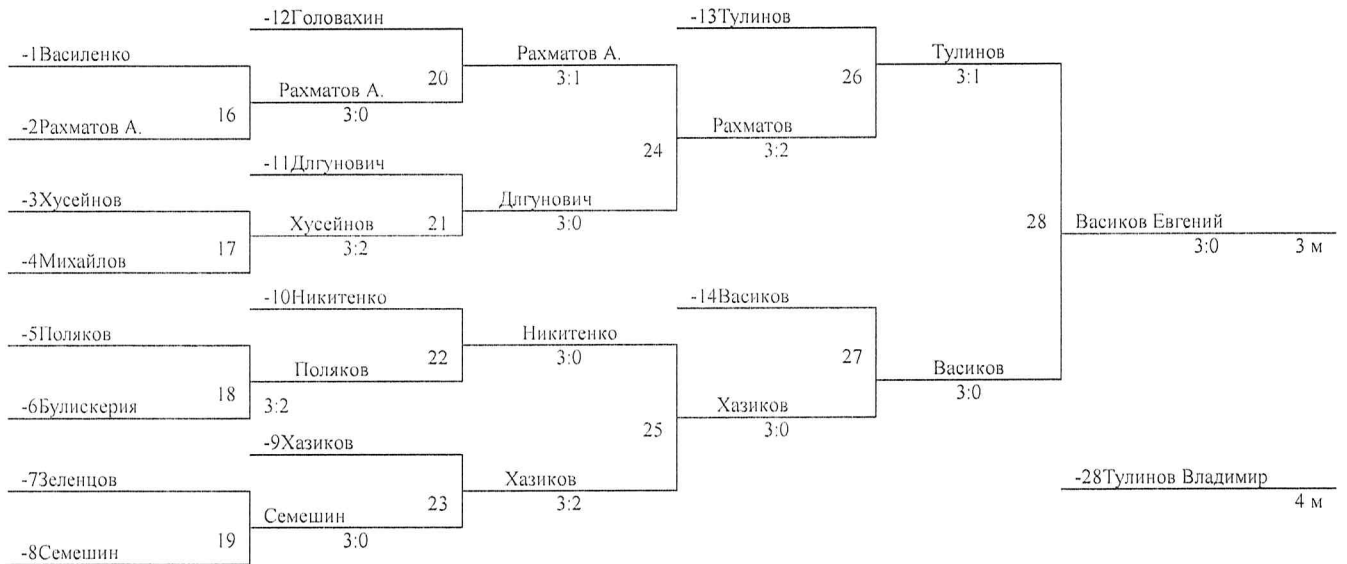 -12Головахин
-13Тулинов
-1Василенко
Рахматов А.
Тулинов
20
3:1
26
3:1
Рахматов А.
16
3:0
-2Рахматов А.
Рахматов
24
3:2
-11Длгунович
-3Хусейнов
Длгунович
Хусейнов
21
3:0
28
Васиков Евгений
17
3:2
3:0
3 м
-4Михайлов
-10Никитенко
-14Васиков
-5Поляков
Никитенко
22
3:0
27
Поляков
Васиков
18
3:0
-6Булискерия
3:2
Хазиков
25
3:0
-9Хазиков
-7Зеленцов
Хазиков
-28Тулинов Владимир
23
3:2
4 м
Семешин
19
3:0
-8Семешин